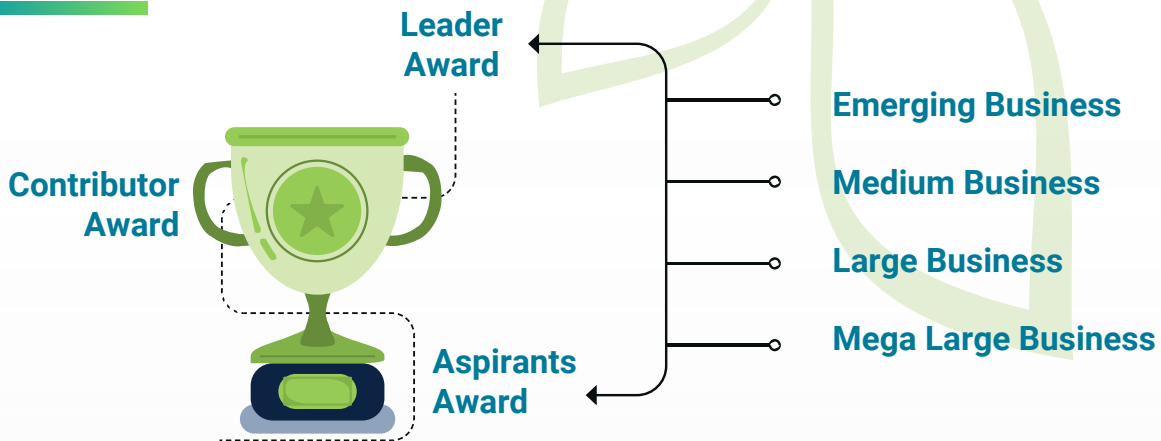 Leader
Award
Contributor
Award
Aspirants
Award
Emerging Business
Medium Business
Large Business
Mega Large Business